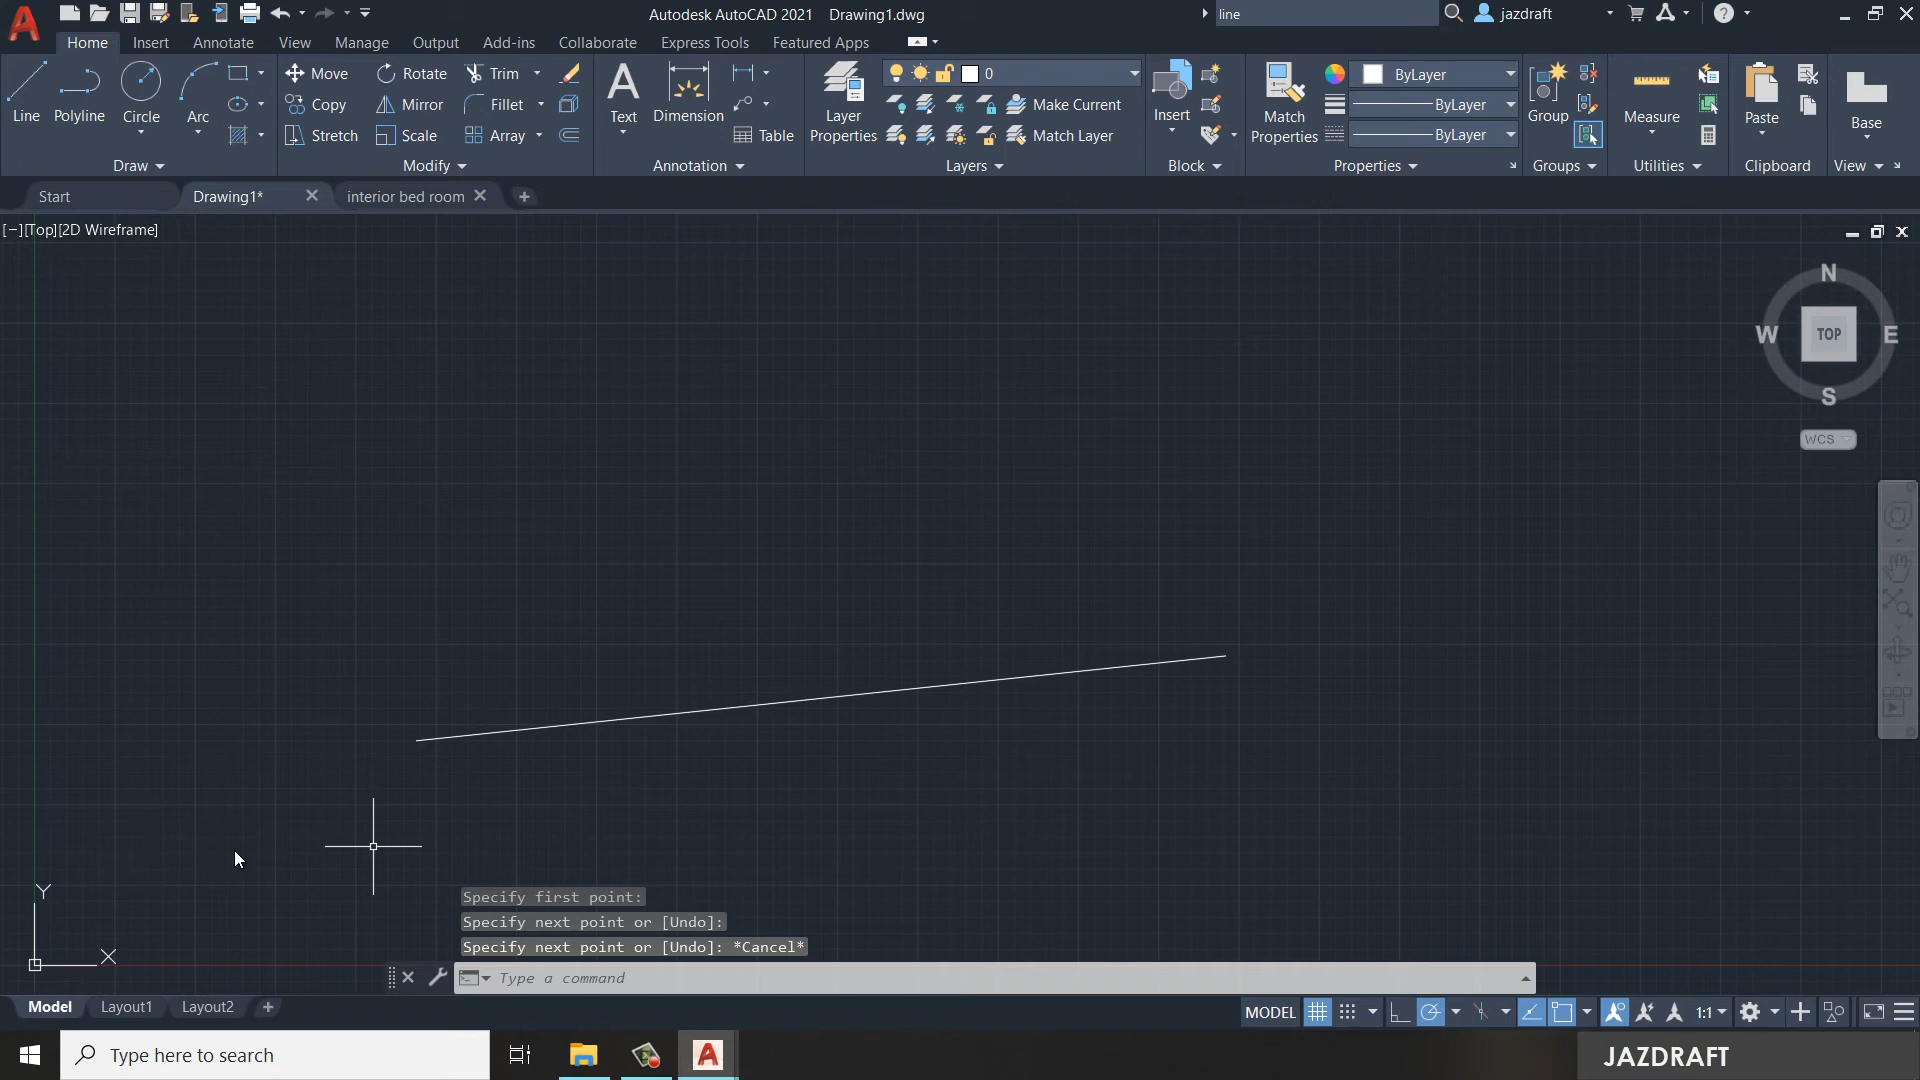 Autodesk AutoCAD 2021 Drawing1.dwg
line
jazdraft
Home Insert Annotate View Manage Output Add-ins Collaborate Express Tools Featured Apps
Line Polyline Circle Arc
Move Rotate Trim
Copy Mirror Fillet
Stretch Scale Array
Text Dimension
Table
Layer Properties
0
Make Current
Match Layer
Insert
Match Properties
ByLayer
ByLayer
ByLayer
Group
Measure
Paste
Base
Draw Modify Annotation Layers Block Properties Groups Utilities Clipboard View
Start Drawing1* interior bed room
[−][Top][2D Wireframe]
N
W TOP E
S
WCS
Y
X
Specify first point:
Specify next point or [Undo]:
Specify next point or [Undo]: *Cancel*
Type a command
Model Layout1 Layout2
MODEL 1:1
Type here to search
JAZDRAFT